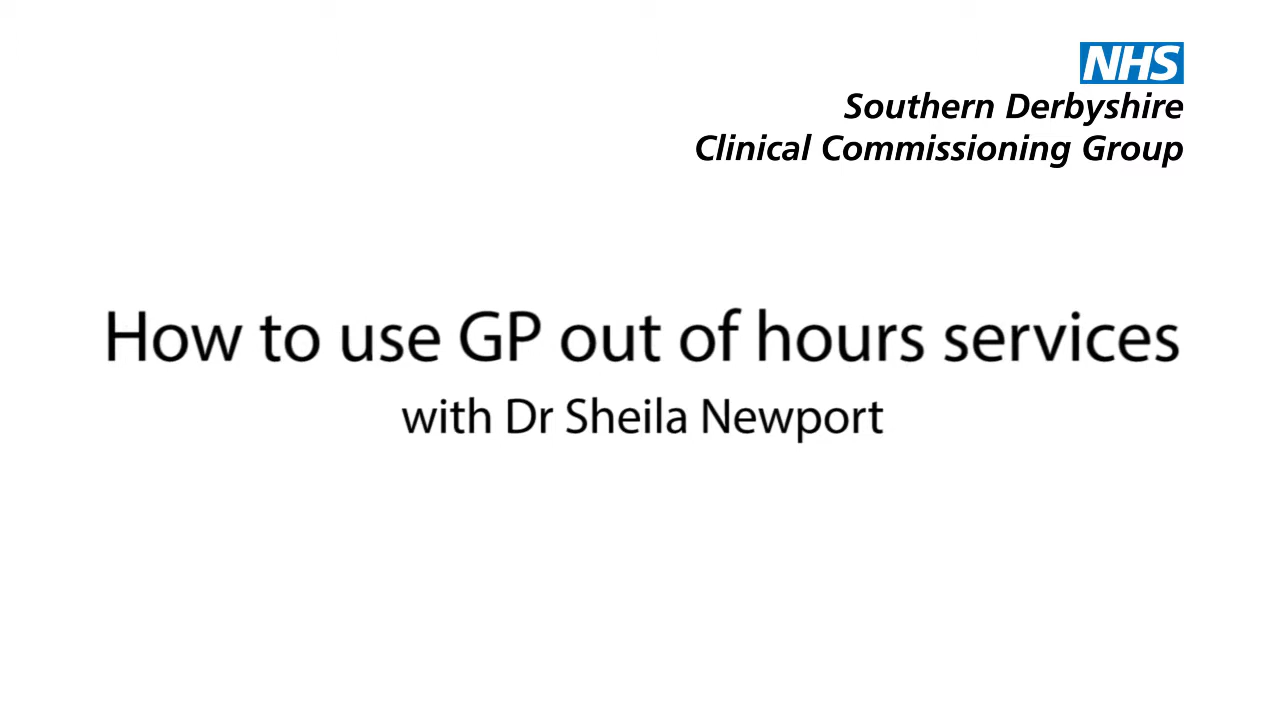 NHS
Southern Derbyshire
Clinical Commissioning Group
How to use GP out of hours services
with Dr Sheila Newport